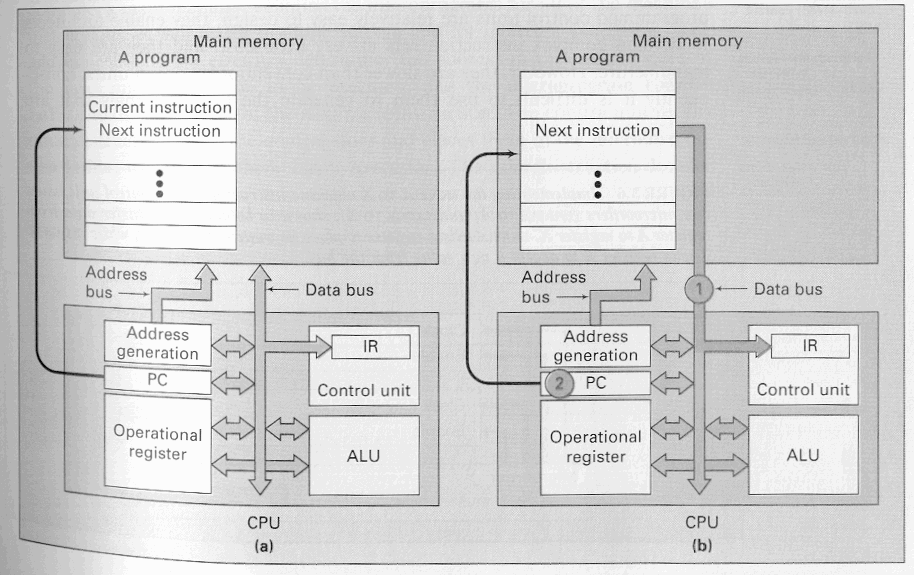 Main memory
A program
Current instruction
Next instruction
Address
bus
Data bus
Address
generation
PC
Operational
register
IR
Control unit
ALU
CPU
(a)
Main memory
A program
Next instruction
Address
bus
1
Data bus
Address
generation
2
PC
Operational
register
IR
Control unit
ALU
CPU
(b)